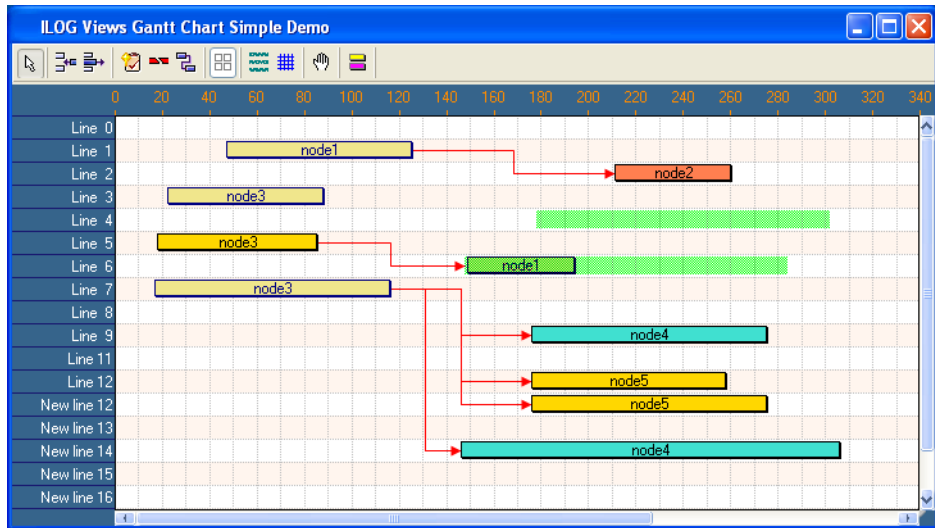 ILOG Views Gantt Chart Simple Demo
0 20 40 60 80 100 120 140 160 180 200 220 240 260 280 300 320 340
Line 0
Line 1 node1
Line 2 node2
Line 3 node3
Line 4
Line 5 node3
Line 6 node1
Line 7 node3
Line 8
Line 9 node4
Line 11
Line 12 node5
New line 12 node5
New line 13
New line 14 node4
New line 15
New line 16